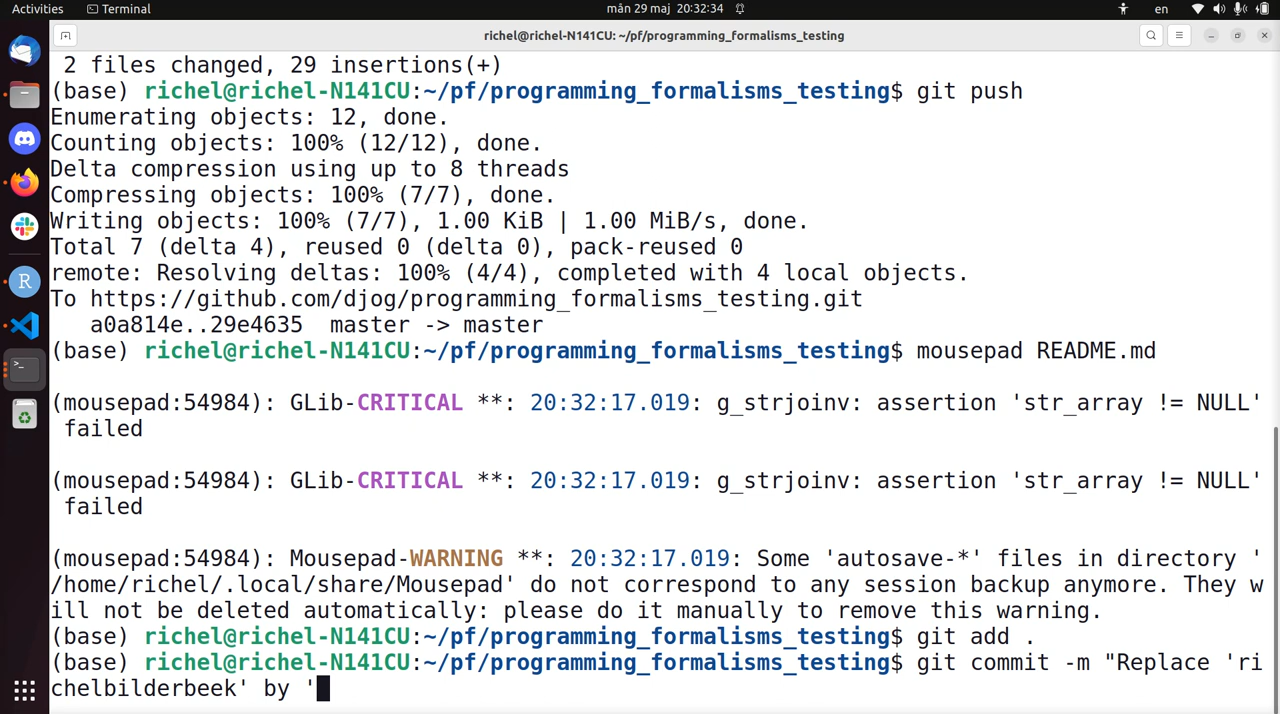 Activities
Terminal
mån 29 maj 20:32:34
en
richel@richel-N141CU: ~/pf/programming_formalisms_testing
2 files changed, 29 insertions(+)
(base) richel@richel-N141CU:~/pf/programming_formalisms_testing$ git push
Enumerating objects: 12, done.
Counting objects: 100% (12/12), done.
Delta compression using up to 8 threads
Compressing objects: 100% (7/7), done.
Writing objects: 100% (7/7), 1.00 KiB | 1.00 MiB/s, done.
Total 7 (delta 4), reused 0 (delta 0), pack-reused 0
remote: Resolving deltas: 100% (4/4), completed with 4 local objects.
To https://github.com/djog/programming_formalisms_testing.git
a0a814e..29e4635  master -> master
(base) richel@richel-N141CU:~/pf/programming_formalisms_testing$ mousepad README.md
(mousepad:54984): GLib-CRITICAL **: 20:32:17.019: g_strjoinv: assertion 'str_array != NULL'
failed
(mousepad:54984): GLib-CRITICAL **: 20:32:17.019: g_strjoinv: assertion 'str_array != NULL'
failed
(mousepad:54984): Mousepad-WARNING **: 20:32:17.019: Some 'autosave-*' files in directory '
/home/richel/.local/share/Mousepad' do not correspond to any session backup anymore. They w
ill not be deleted automatically: please do it manually to remove this warning.
(base) richel@richel-N141CU:~/pf/programming_formalisms_testing$ git add .
(base) richel@richel-N141CU:~/pf/programming_formalisms_testing$ git commit -m "Replace 'ri
chelbilderbeek' by '